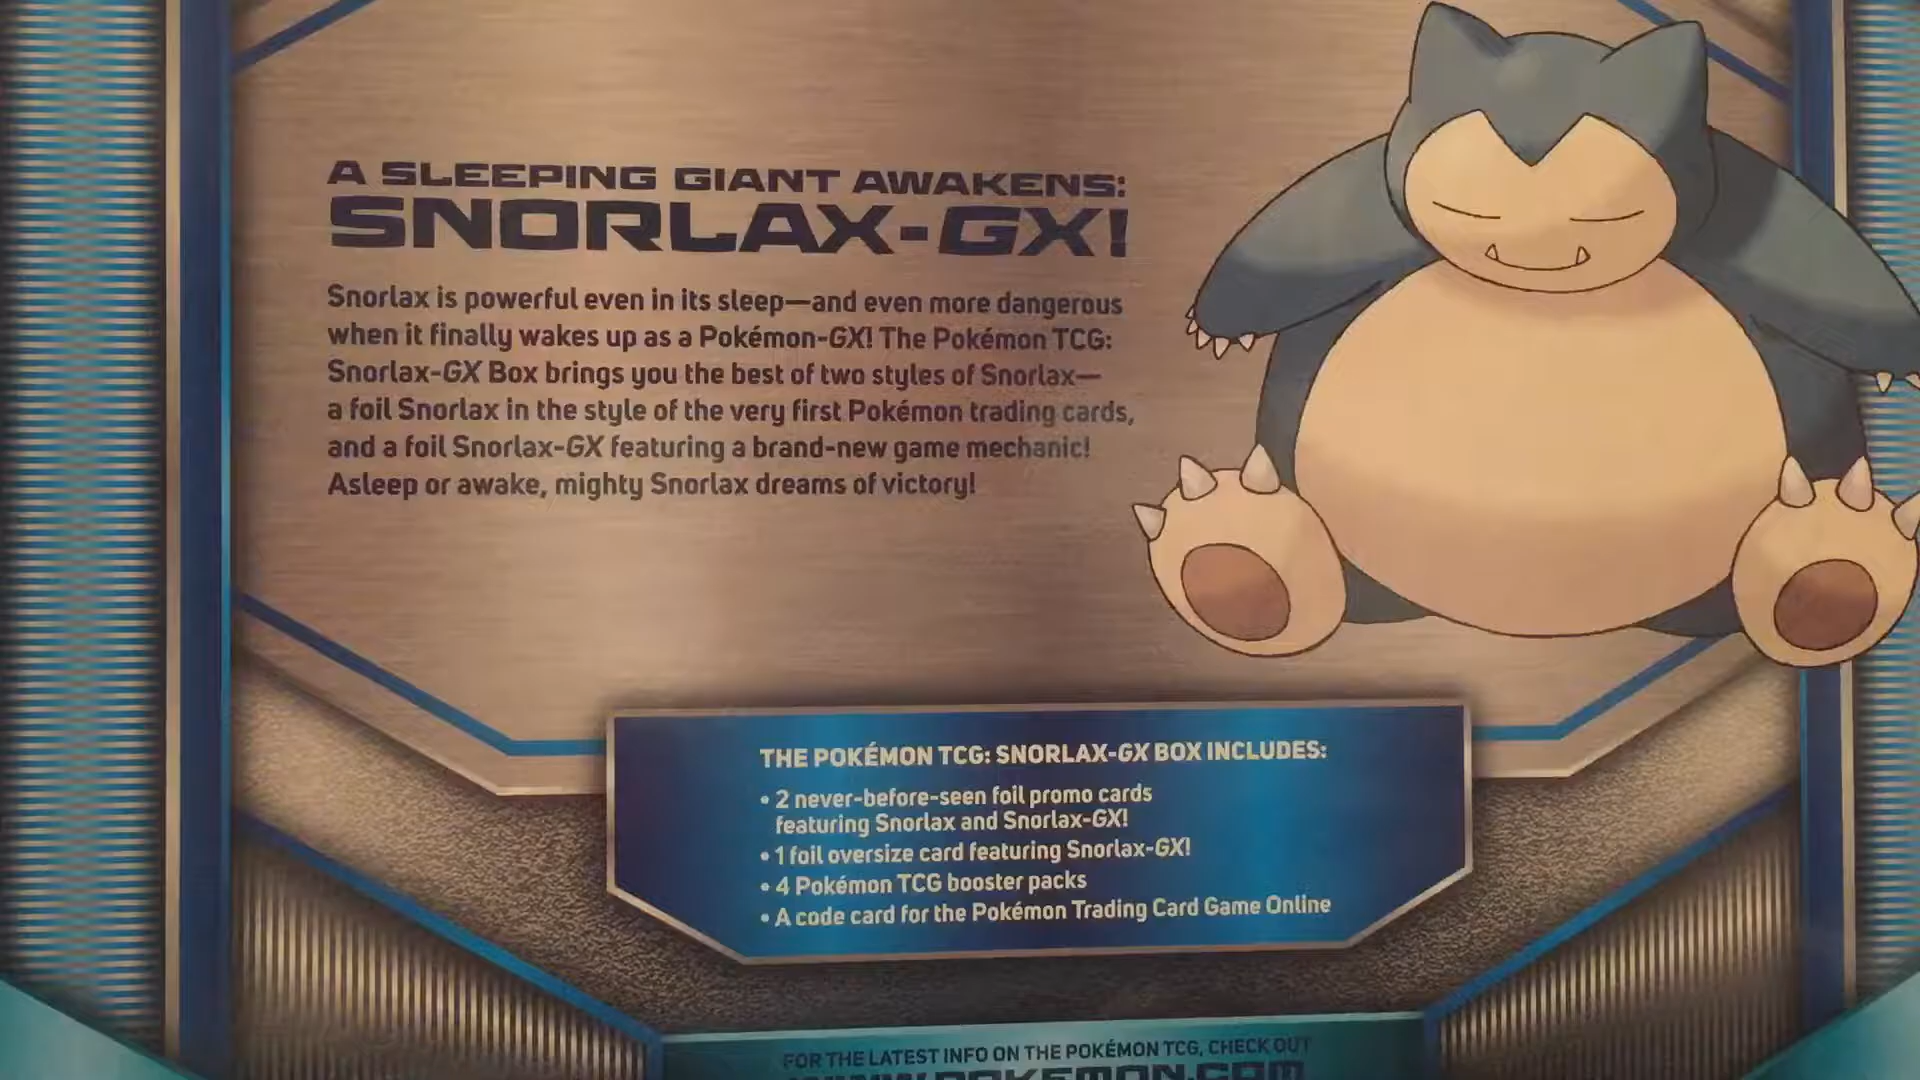 A SLEEPING GIANT AWAKENS:
SNORLAX-GX!
Snorlax is powerful even in its sleep—and even more dangerous
when it finally wakes up as a Pokémon-GX! The Pokémon TCG:
Snorlax-GX Box brings you the best of two styles of Snorlax—
a foil Snorlax in the style of the very first Pokémon trading cards,
and a foil Snorlax-GX featuring a brand-new game mechanic!
Asleep or awake, mighty Snorlax dreams of victory!
THE POKÉMON TCG: SNORLAX-GX BOX INCLUDES:
• 2 never-before-seen foil promo cards
featuring Snorlax and Snorlax-GX!
• 1 foil oversize card featuring Snorlax-GX!
• 4 Pokémon TCG booster packs
• A code card for the Pokémon Trading Card Game Online
FOR THE LATEST INFO ON THE POKÉMON TCG, CHECK OUT
WWW.POKEMON.COM